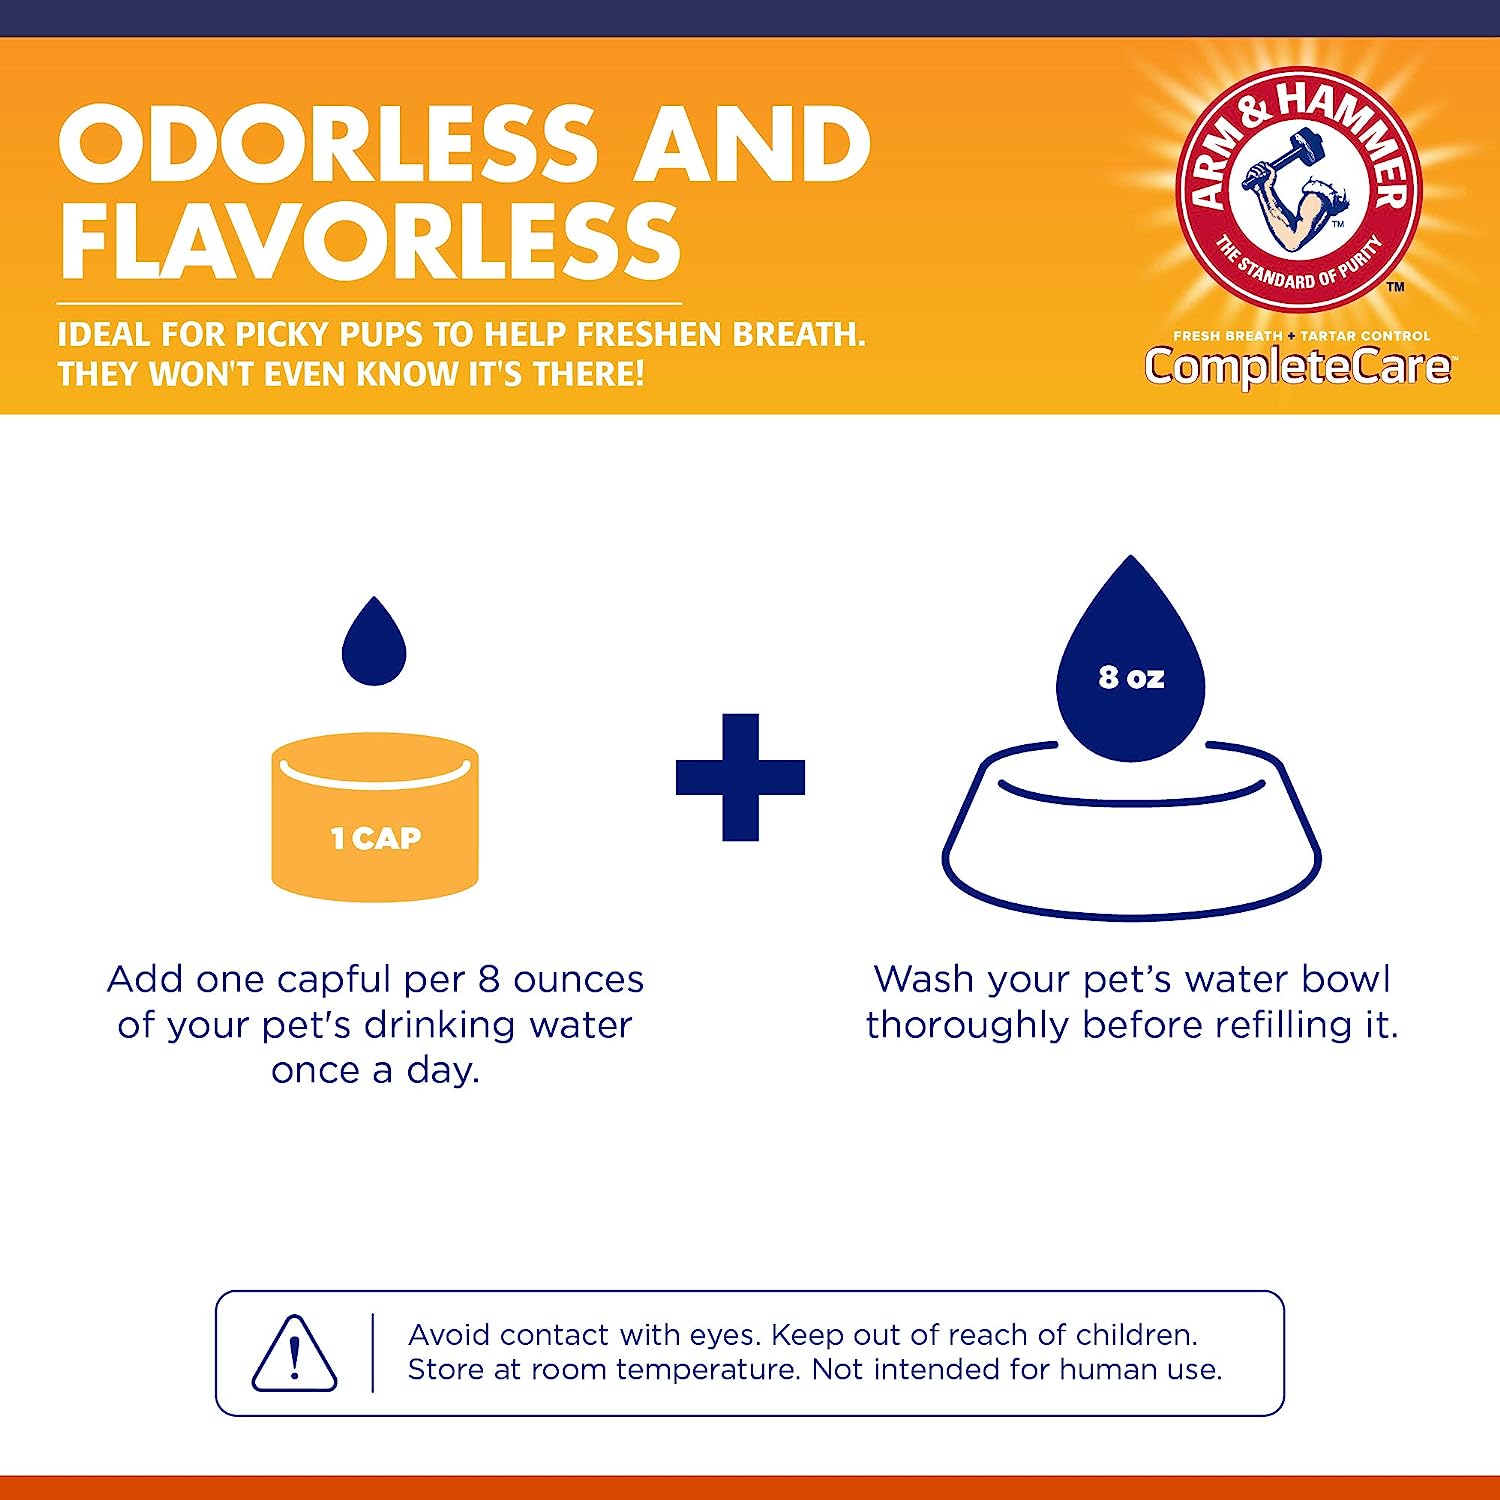 ODORLESS AND
FLAVORLESS
IDEAL FOR PICKY PUPS TO HELP FRESHEN BREATH.
THEY WON'T EVEN KNOW IT'S THERE!
ARM & HAMMER
THE STANDARD OF PURITY
TM
TM
FRESH BREATH + TARTAR CONTROL
CompleteCare™
1 CAP
8 oz
Add one capful per 8 ounces
of your pet's drinking water
once a day.
Wash your pet’s water bowl
thoroughly before refilling it.
Avoid contact with eyes. Keep out of reach of children.
Store at room temperature. Not intended for human use.